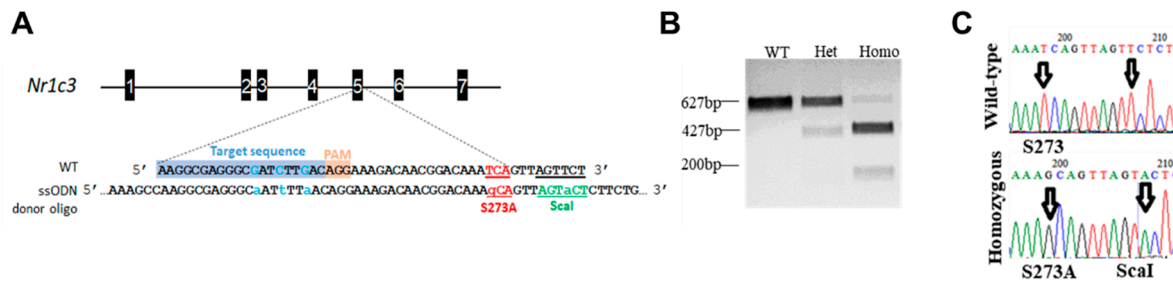 A
Nr1c3
1 2 3 4 5 6 7
Target sequence PAM
WT 5’ AAGGCGAGGGCGATCTTGACAGGAAAGACAACGGACAAATCAGTTAGTTCT 3’
ssODN 5’... AAAGCCAAGGCGAGGGCaATtTTaACAGGAAAGACAACGGACAAAgCAGTTAGTaCTCTTCTG... 3’
donor oligo
S273A ScaI
B
WT Het Homo
627bp
427bp
200bp
C
Wild-type
200 210
AAATCAGTTAGTTCTCT
S273
Homozygous
200 210
AAAGCAGTTAGTACTC
S273A ScaI